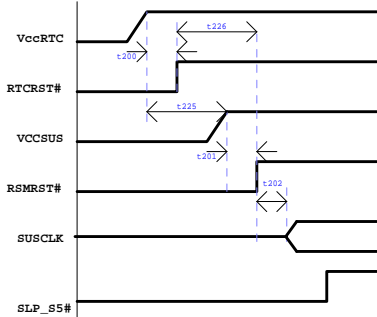 VccRTC
t226
t200
RTCRST#
t225
VCCSUS
t201
RSMRST#
t202
SUSCLK
SLP_S5#